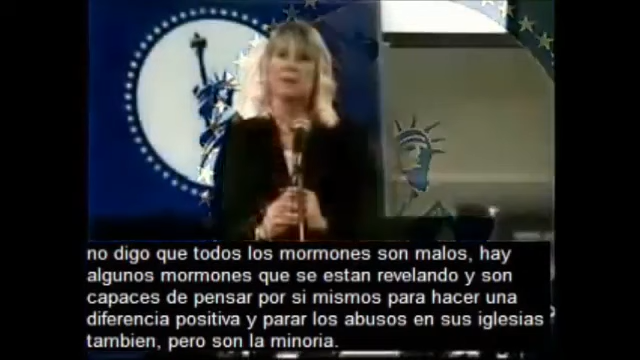 no digo que todos los mormones son malos, hay
algunos mormones que se estan revelando y son
capaces de pensar por si mismos para hacer una
diferencia positiva y parar los abusos en sus iglesias
tambien, pero son la minoria.